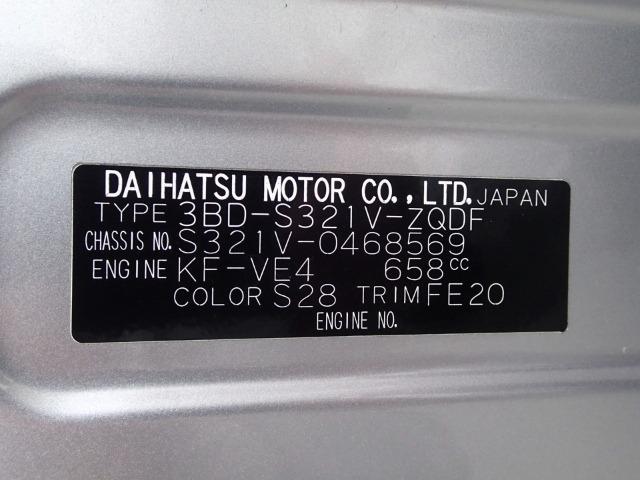 DAIHATSU MOTOR CO., LTD. JAPAN
TYPE 3BD-S321V-ZQDF
CHASSIS NO. S321V-0468569
ENGINE KF-VE4 658cc
COLOR S28 TRIM FE20
ENGINE NO.